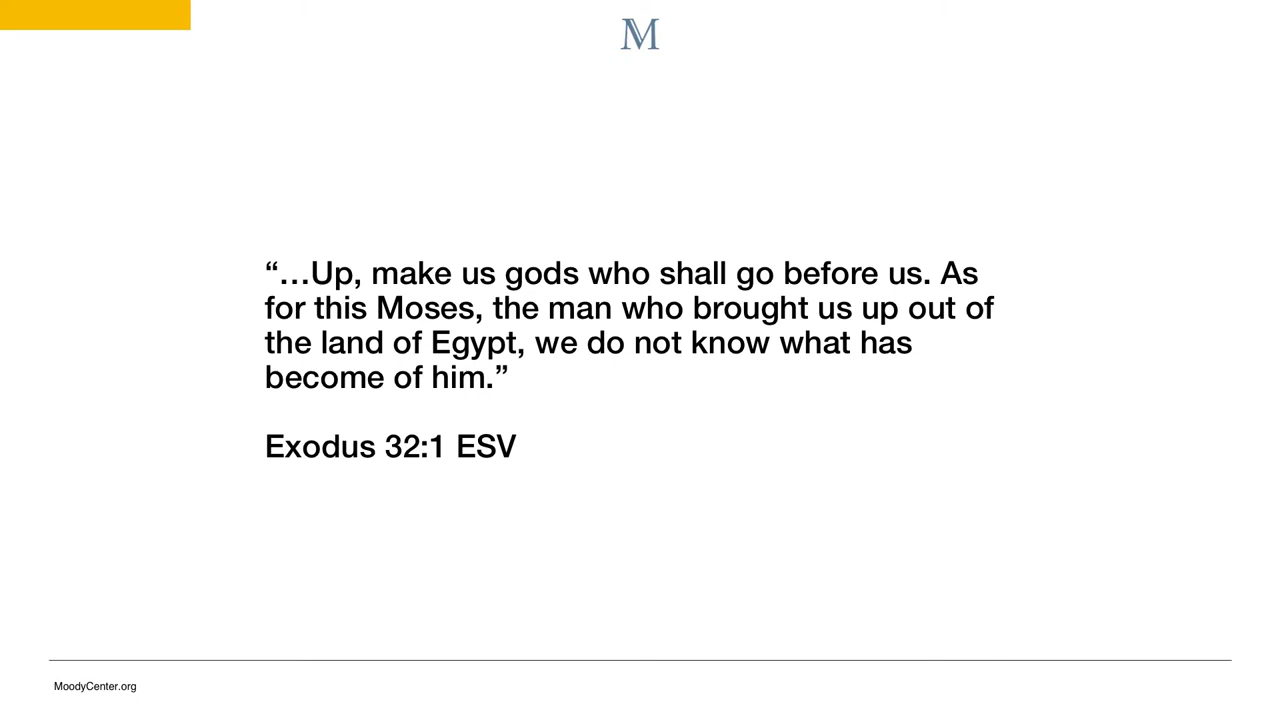 M
“…Up, make us gods who shall go before us. As
for this Moses, the man who brought us up out of
the land of Egypt, we do not know what has
become of him.”
Exodus 32:1 ESV
MoodyCenter.org